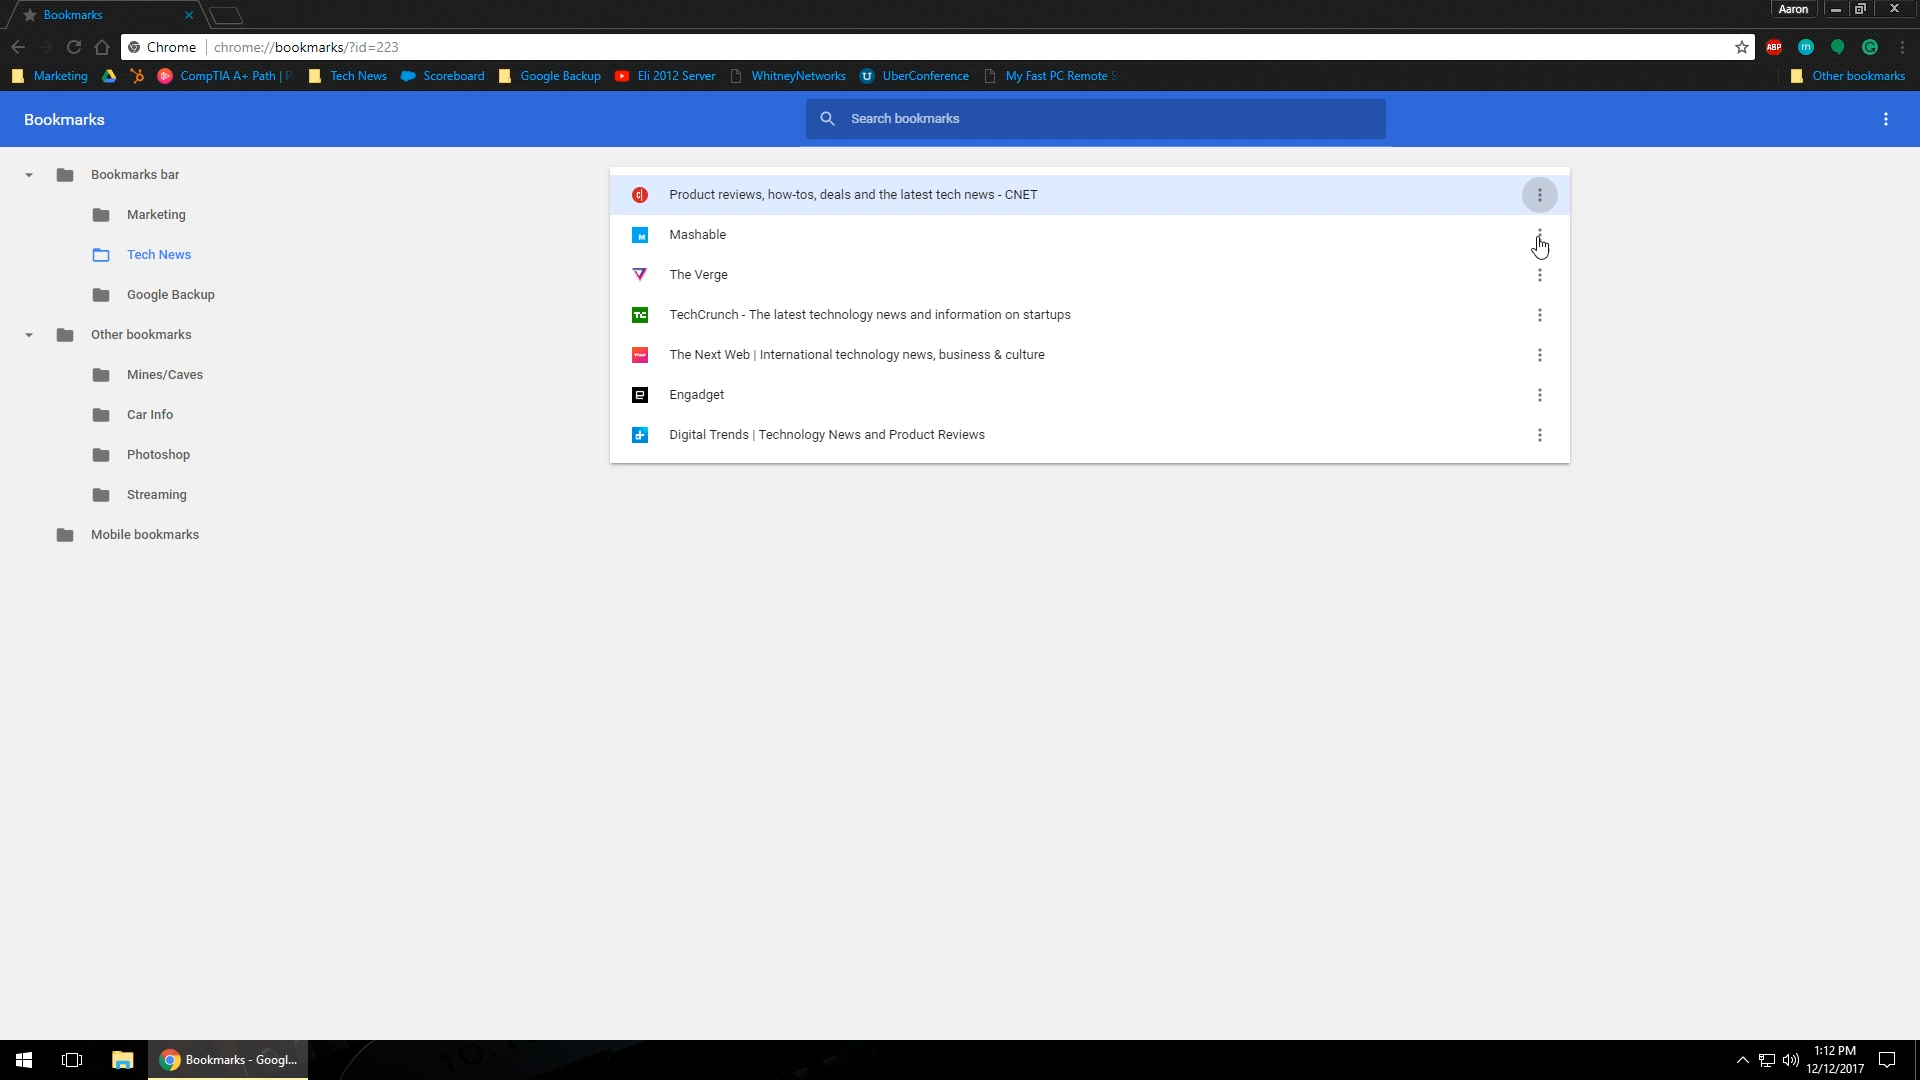 Bookmarks
Aaron
Chrome chrome://bookmarks/?id=223
ABP
Marketing CompTIA A+ Path | P Tech News Scoreboard Google Backup Eli 2012 Server WhitneyNetworks UberConference My Fast PC Remote S Other bookmarks
Bookmarks Search bookmarks
Bookmarks bar
Marketing
Tech News
Google Backup
Other bookmarks
Mines/Caves
Car Info
Photoshop
Streaming
Mobile bookmarks
Product reviews, how-tos, deals and the latest tech news - CNET
Mashable
The Verge
TechCrunch - The latest technology news and information on startups
The Next Web | International technology news, business & culture
Engadget
Digital Trends | Technology News and Product Reviews
Bookmarks - Googl...
1:12 PM
12/12/2017